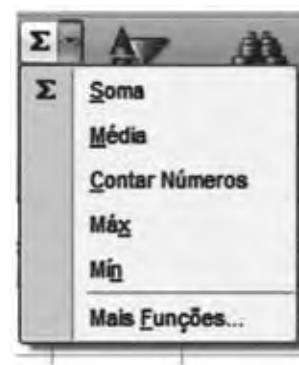 Σ
Σ Soma
Média
Contar Números
Máx
Mín
Mais Funções...